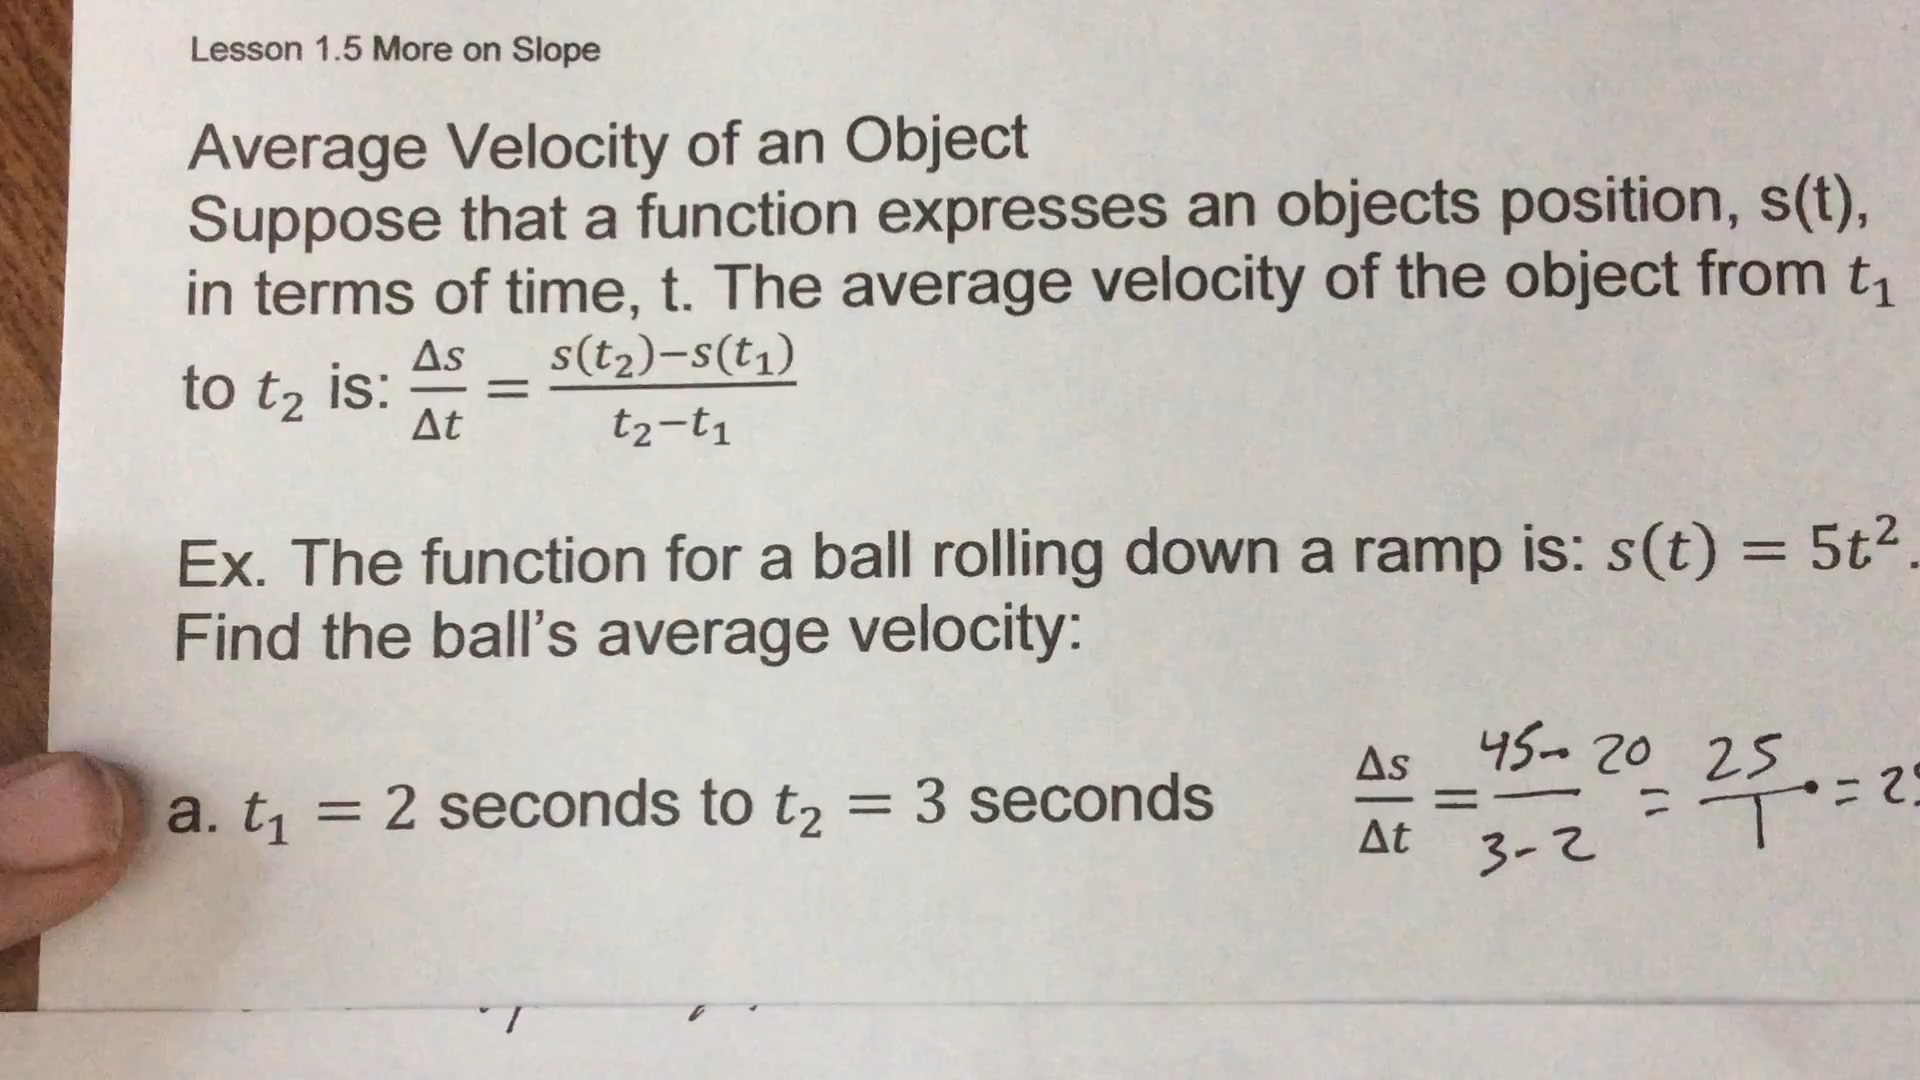 Lesson 1.5 More on Slope
Average Velocity of an Object
Suppose that a function expresses an objects position, s(t),
in terms of time, t. The average velocity of the object from t₁
to t₂ is: Δs/Δt = s(t₂)−s(t₁)/t₂−t₁
Ex. The function for a ball rolling down a ramp is: s(t) = 5t².
Find the ball's average velocity:
a. t₁ = 2 seconds to t₂ = 3 seconds Δs/Δt = 45-20/3-2 = 25/1 = 2